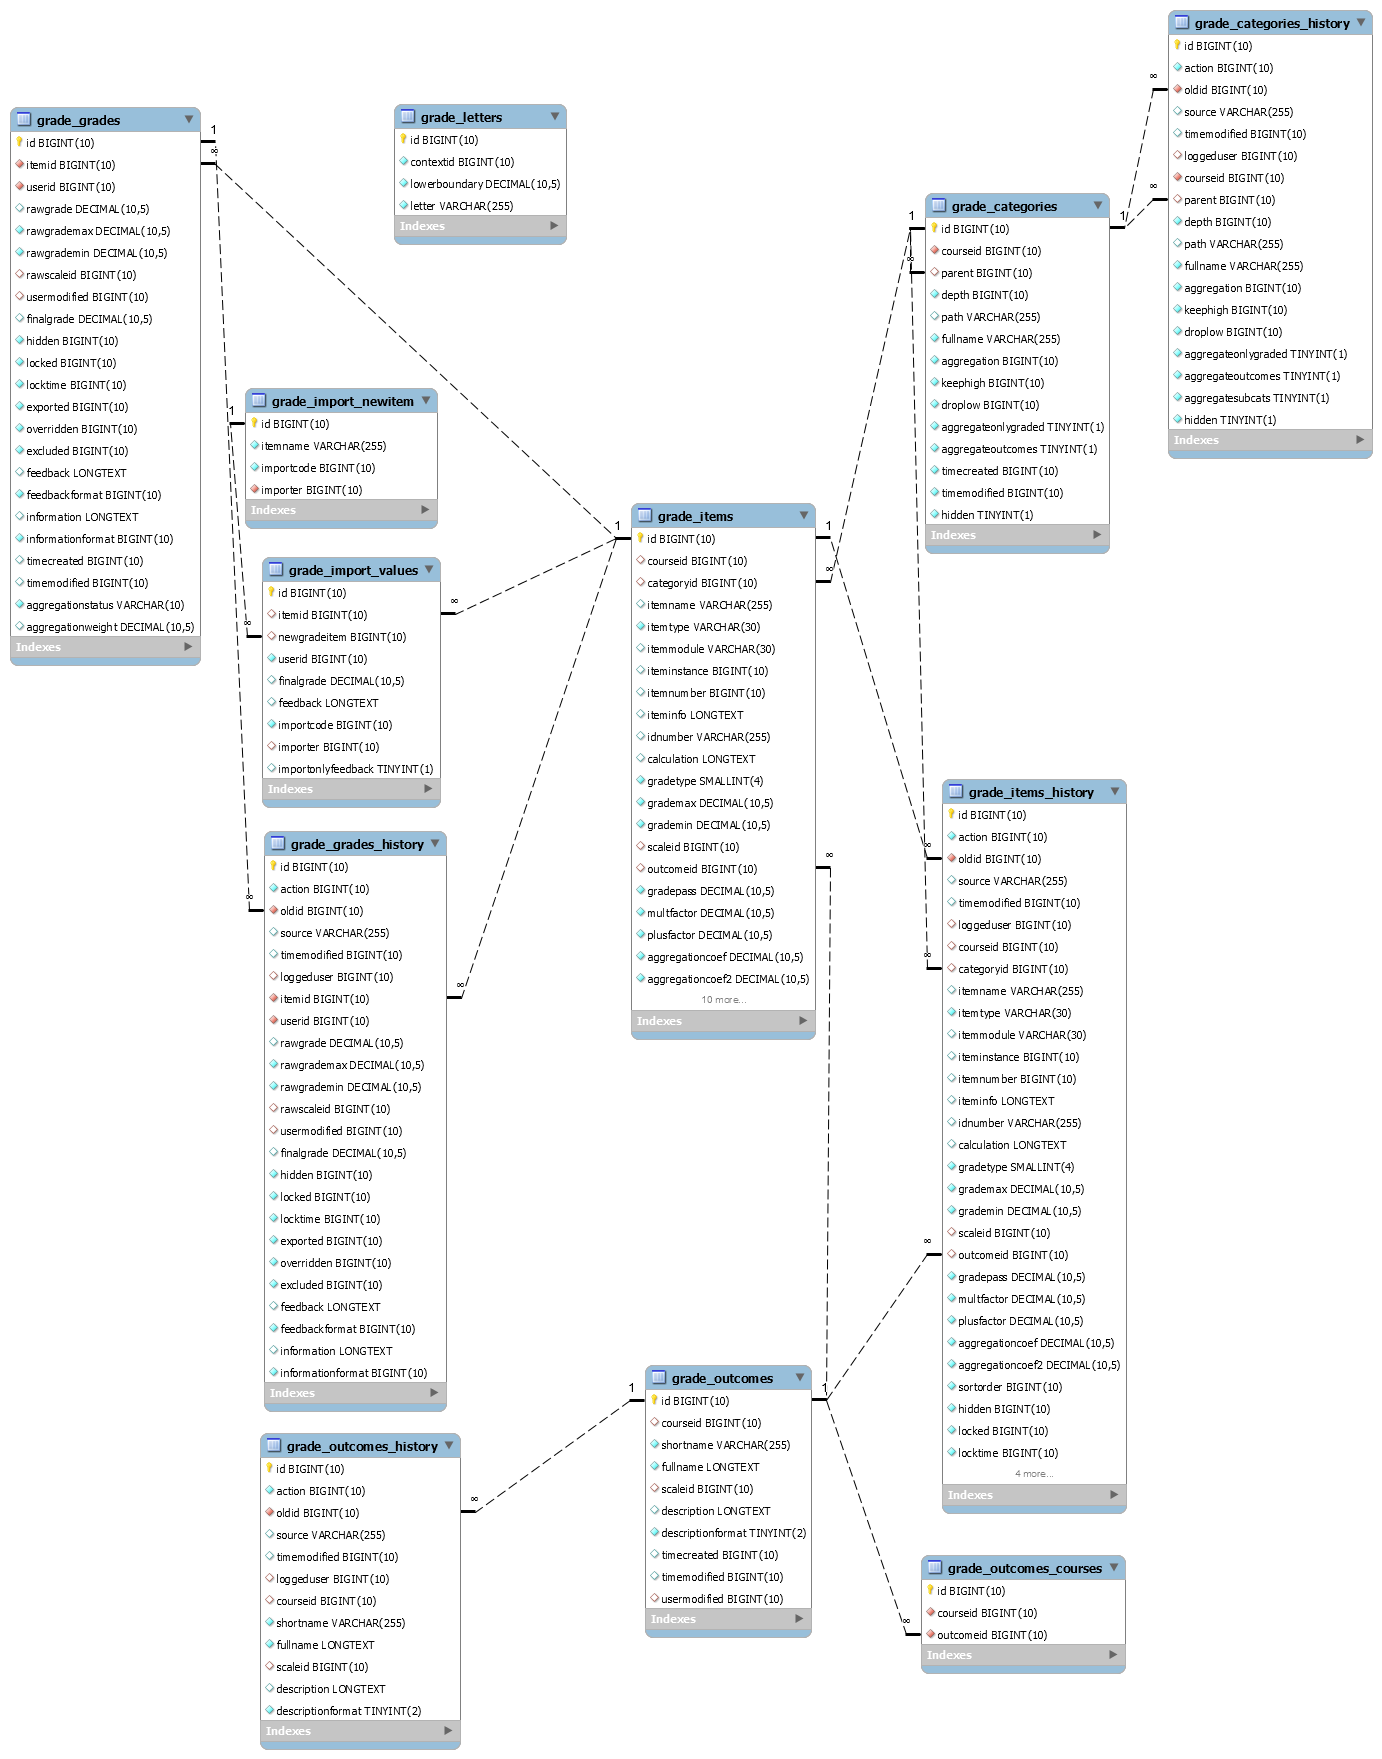 grade_grades
id BIGINT(10)
itemid BIGINT(10)
userid BIGINT(10)
rawgrade DECIMAL(10,5)
rawgrademax DECIMAL(10,5)
rawgrademin DECIMAL(10,5)
rawscaleid BIGINT(10)
usermodified BIGINT(10)
finalgrade DECIMAL(10,5)
hidden BIGINT(10)
locked BIGINT(10)
locktime BIGINT(10)
exported BIGINT(10)
overridden BIGINT(10)
excluded BIGINT(10)
feedback LONGTEXT
feedbackformat BIGINT(10)
information LONGTEXT
informationformat BIGINT(10)
timecreated BIGINT(10)
timemodified BIGINT(10)
aggregationstatus VARCHAR(10)
aggregationweight DECIMAL(10,5)
Indexes
1
∞
grade_letters
id BIGINT(10)
contextid BIGINT(10)
lowerboundary DECIMAL(10,5)
letter VARCHAR(255)
Indexes
grade_import_newitem
id BIGINT(10)
itemname VARCHAR(255)
importcode BIGINT(10)
importer BIGINT(10)
Indexes
1
grade_import_values
id BIGINT(10)
itemid BIGINT(10)
newgradeitem BIGINT(10)
userid BIGINT(10)
finalgrade DECIMAL(10,5)
feedback LONGTEXT
importcode BIGINT(10)
importer BIGINT(10)
importonlyfeedback TINYINT(1)
Indexes
∞
∞
grade_grades_history
id BIGINT(10)
action BIGINT(10)
oldid BIGINT(10)
source VARCHAR(255)
timemodified BIGINT(10)
loggeduser BIGINT(10)
itemid BIGINT(10)
userid BIGINT(10)
rawgrade DECIMAL(10,5)
rawgrademax DECIMAL(10,5)
rawgrademin DECIMAL(10,5)
rawscaleid BIGINT(10)
usermodified BIGINT(10)
finalgrade DECIMAL(10,5)
hidden BIGINT(10)
locked BIGINT(10)
locktime BIGINT(10)
exported BIGINT(10)
overridden BIGINT(10)
excluded BIGINT(10)
feedback LONGTEXT
feedbackformat BIGINT(10)
information LONGTEXT
informationformat BIGINT(10)
Indexes
∞
∞
grade_outcomes_history
id BIGINT(10)
action BIGINT(10)
oldid BIGINT(10)
source VARCHAR(255)
timemodified BIGINT(10)
loggeduser BIGINT(10)
courseid BIGINT(10)
shortname VARCHAR(255)
fullname LONGTEXT
scaleid BIGINT(10)
description LONGTEXT
descriptionformat TINYINT(2)
Indexes
∞
grade_items
id BIGINT(10)
courseid BIGINT(10)
categoryid BIGINT(10)
itemname VARCHAR(255)
itemtype VARCHAR(30)
itemmodule VARCHAR(30)
iteminstance BIGINT(10)
itemnumber BIGINT(10)
iteminfo LONGTEXT
idnumber VARCHAR(255)
calculation LONGTEXT
gradetype SMALLINT(4)
grademax DECIMAL(10,5)
grademin DECIMAL(10,5)
scaleid BIGINT(10)
outcomeid BIGINT(10)
gradepass DECIMAL(10,5)
multfactor DECIMAL(10,5)
plusfactor DECIMAL(10,5)
aggregationcoef DECIMAL(10,5)
aggregationcoef2 DECIMAL(10,5)
10 more...
Indexes
1
1
∞
∞
grade_outcomes
id BIGINT(10)
courseid BIGINT(10)
shortname VARCHAR(255)
fullname LONGTEXT
scaleid BIGINT(10)
description LONGTEXT
descriptionformat TINYINT(2)
timecreated BIGINT(10)
timemodified BIGINT(10)
usermodified BIGINT(10)
Indexes
1
1
grade_categories
id BIGINT(10)
courseid BIGINT(10)
parent BIGINT(10)
depth BIGINT(10)
path VARCHAR(255)
fullname VARCHAR(255)
aggregation BIGINT(10)
keephigh BIGINT(10)
droplow BIGINT(10)
aggregateonlygraded TINYINT(1)
aggregateoutcomes TINYINT(1)
timecreated BIGINT(10)
timemodified BIGINT(10)
hidden TINYINT(1)
Indexes
1
∞
1
grade_categories_history
id BIGINT(10)
action BIGINT(10)
oldid BIGINT(10)
source VARCHAR(255)
timemodified BIGINT(10)
loggeduser BIGINT(10)
courseid BIGINT(10)
parent BIGINT(10)
depth BIGINT(10)
path VARCHAR(255)
fullname VARCHAR(255)
aggregation BIGINT(10)
keephigh BIGINT(10)
droplow BIGINT(10)
aggregateonlygraded TINYINT(1)
aggregateoutcomes TINYINT(1)
aggregatesubcats TINYINT(1)
hidden TINYINT(1)
Indexes
∞
∞
grade_items_history
id BIGINT(10)
action BIGINT(10)
oldid BIGINT(10)
source VARCHAR(255)
timemodified BIGINT(10)
loggeduser BIGINT(10)
courseid BIGINT(10)
categoryid BIGINT(10)
itemname VARCHAR(255)
itemtype VARCHAR(30)
itemmodule VARCHAR(30)
iteminstance BIGINT(10)
itemnumber BIGINT(10)
iteminfo LONGTEXT
idnumber VARCHAR(255)
calculation LONGTEXT
gradetype SMALLINT(4)
grademax DECIMAL(10,5)
grademin DECIMAL(10,5)
scaleid BIGINT(10)
outcomeid BIGINT(10)
gradepass DECIMAL(10,5)
multfactor DECIMAL(10,5)
plusfactor DECIMAL(10,5)
aggregationcoef DECIMAL(10,5)
aggregationcoef2 DECIMAL(10,5)
sortorder BIGINT(10)
hidden BIGINT(10)
locked BIGINT(10)
locktime BIGINT(10)
4 more...
Indexes
∞
∞
∞
grade_outcomes_courses
id BIGINT(10)
courseid BIGINT(10)
outcomeid BIGINT(10)
Indexes
∞